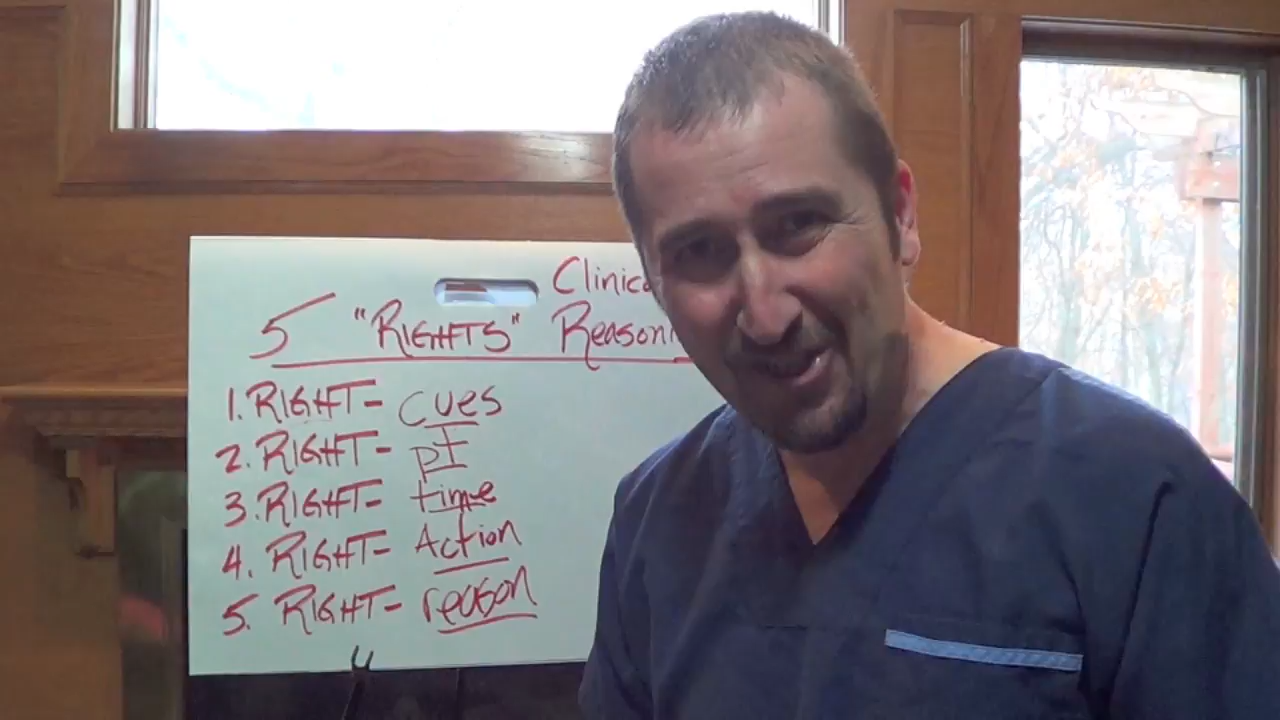 Clinica
5 "RIGHTS" Reasoni
1. RIGHT- cues
2. RIGHT- pt
3. RIGHT- time
4. RIGHT- Action
5. RIGHT- reason